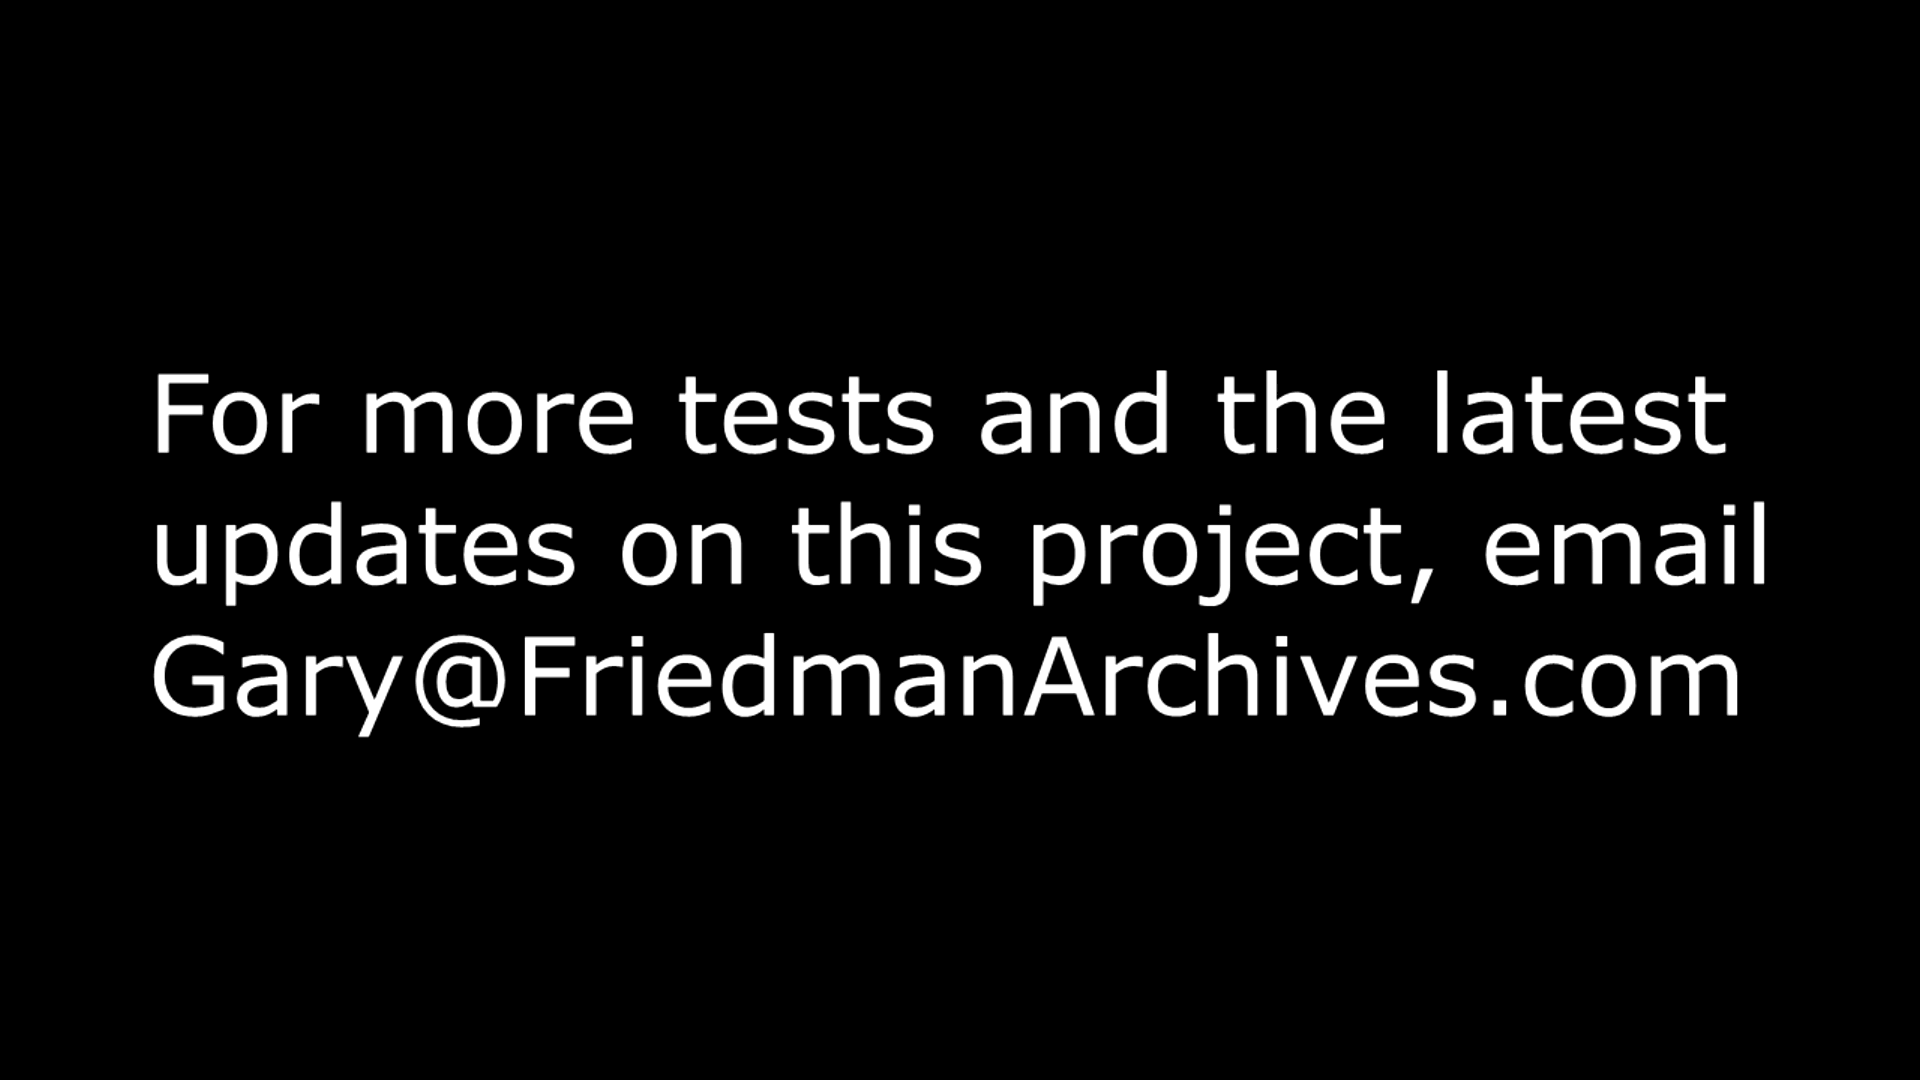 For more tests and the latest
updates on this project, email
Gary@FriedmanArchives.com